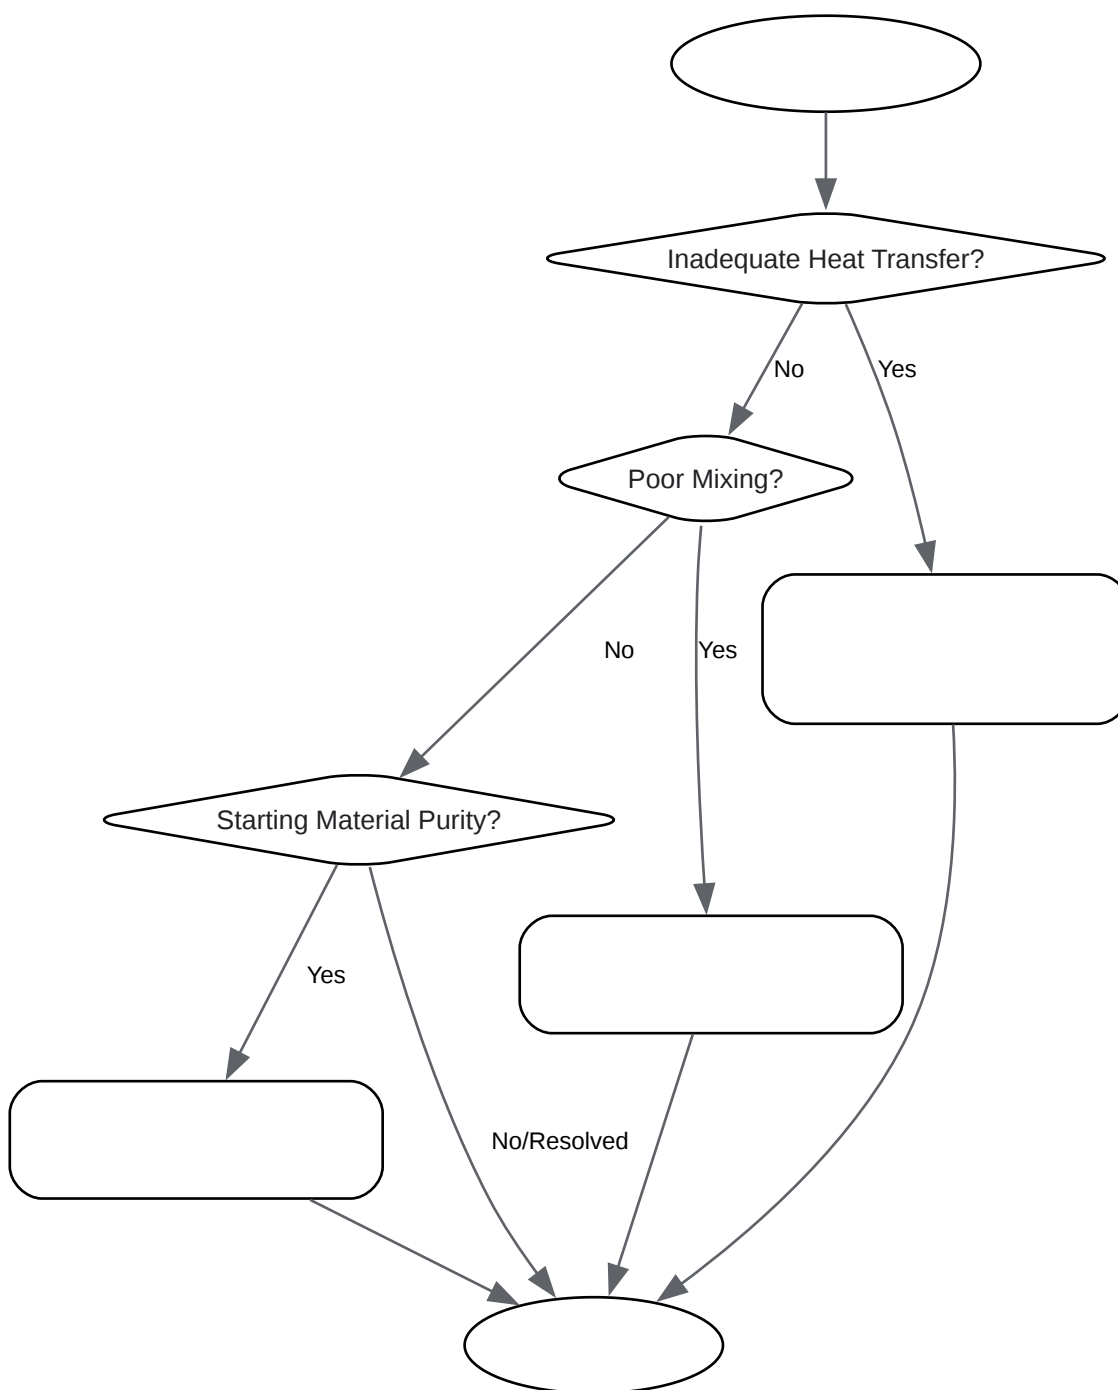 Inadequate Heat Transfer?
No
Yes
Poor Mixing?
No
Yes
Starting Material Purity?
Yes
No/Resolved